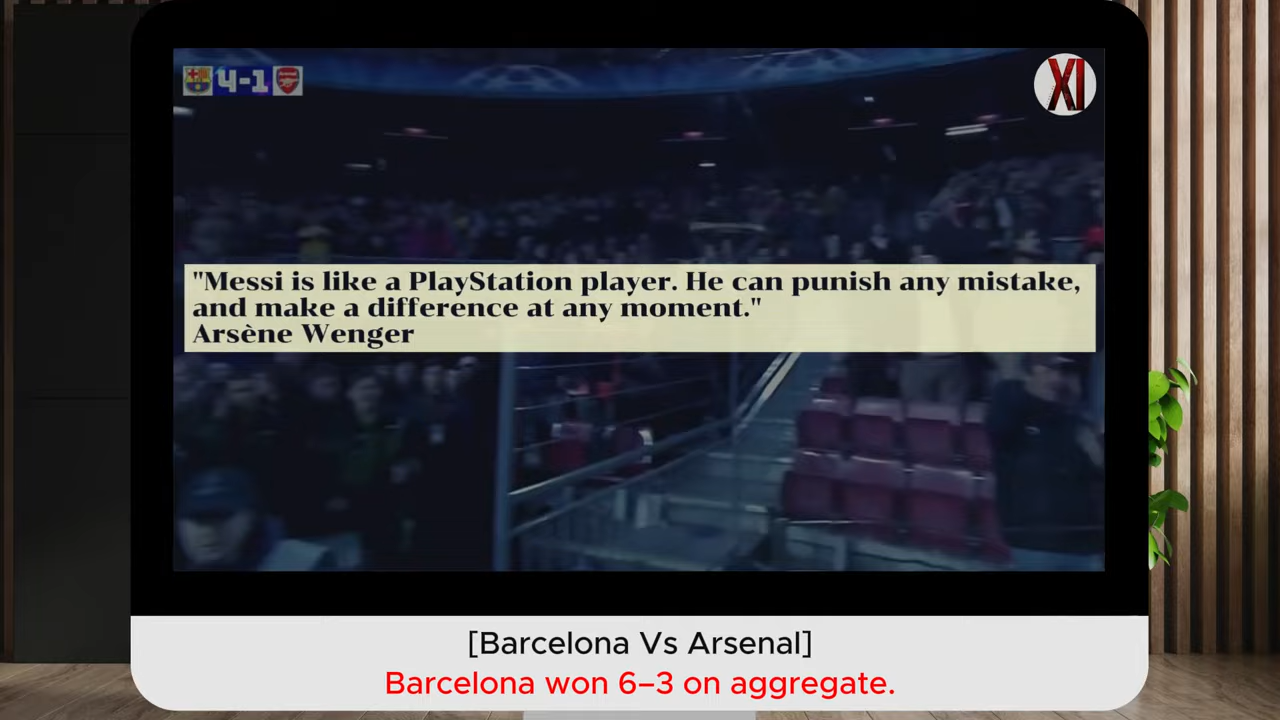 4-1
XI
"Messi is like a PlayStation player. He can punish any mistake,
and make a difference at any moment."
Arsène Wenger
[Barcelona Vs Arsenal]
Barcelona won 6–3 on aggregate.